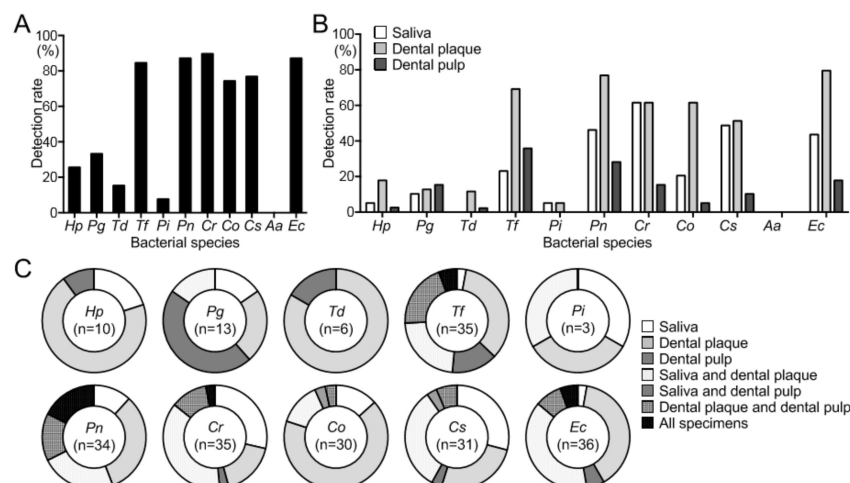 A
100
(%)
80
60
40
20
0
Detection rate
Hp Pg Td Tf Pi Pn Cr Co Cs Aa Ec
Bacterial species
B
Saliva
Dental plaque
Dental pulp
100
(%)
80
60
40
20
0
Detection rate
Hp Pg Td Tf Pi Pn Cr Co Cs Aa Ec
Bacterial species
C
Hp
(n=10)
Pg
(n=13)
Td
(n=6)
Tf
(n=35)
Pi
(n=3)
Pn
(n=34)
Cr
(n=35)
Co
(n=30)
Cs
(n=31)
Ec
(n=36)
Saliva
Dental plaque
Dental pulp
Saliva and dental plaque
Saliva and dental pulp
Dental plaque and dental pulp
All specimens